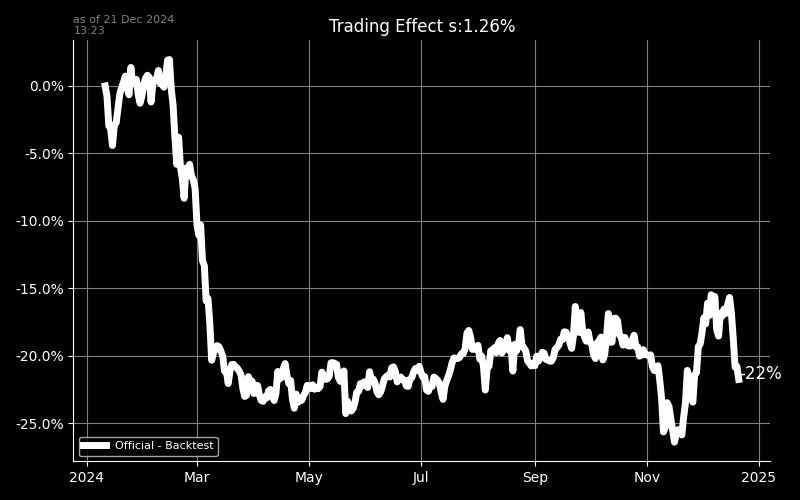 as of 21 Dec 2024
13:23
Trading Effect s:1.26%
0.0%
-5.0%
-10.0%
-15.0%
-20.0%
-25.0%
-22%
Official - Backtest
2024
Mar
May
Jul
Sep
Nov
2025